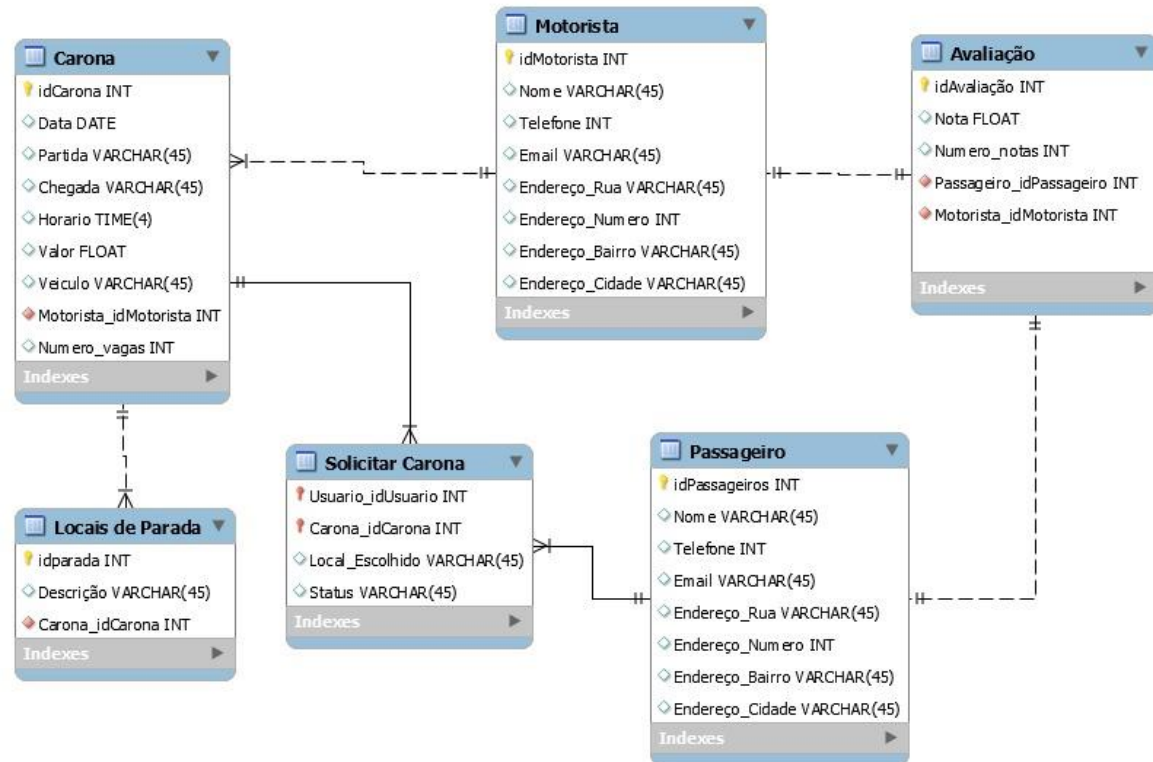 Carona
idCarona INT
Data DATE
Partida VARCHAR(45)
Chegada VARCHAR(45)
Horario TIME(4)
Valor FLOAT
Veiculo VARCHAR(45)
Motorista_idMotorista INT
Numero_vagas INT
Indexes
Motorista
idMotorista INT
Nome VARCHAR(45)
Telefone INT
Email VARCHAR(45)
Endereço_Rua VARCHAR(45)
Endereço_Numero INT
Endereço_Bairro VARCHAR(45)
Endereço_Cidade VARCHAR(45)
Indexes
Avaliação
idAvaliação INT
Nota FLOAT
Numero_notas INT
Passageiro_idPassageiro INT
Motorista_idMotorista INT
Indexes
Locais de Parada
idparada INT
Descrição VARCHAR(45)
Carona_idCarona INT
Indexes
Solicitar Carona
Usuario_idUsuario INT
Carona_idCarona INT
Local_Escolhido VARCHAR(45)
Status VARCHAR(45)
Indexes
Passageiro
idPassageiros INT
Nome VARCHAR(45)
Telefone INT
Email VARCHAR(45)
Endereço_Rua VARCHAR(45)
Endereço_Numero INT
Endereço_Bairro VARCHAR(45)
Endereço_Cidade VARCHAR(45)
Indexes